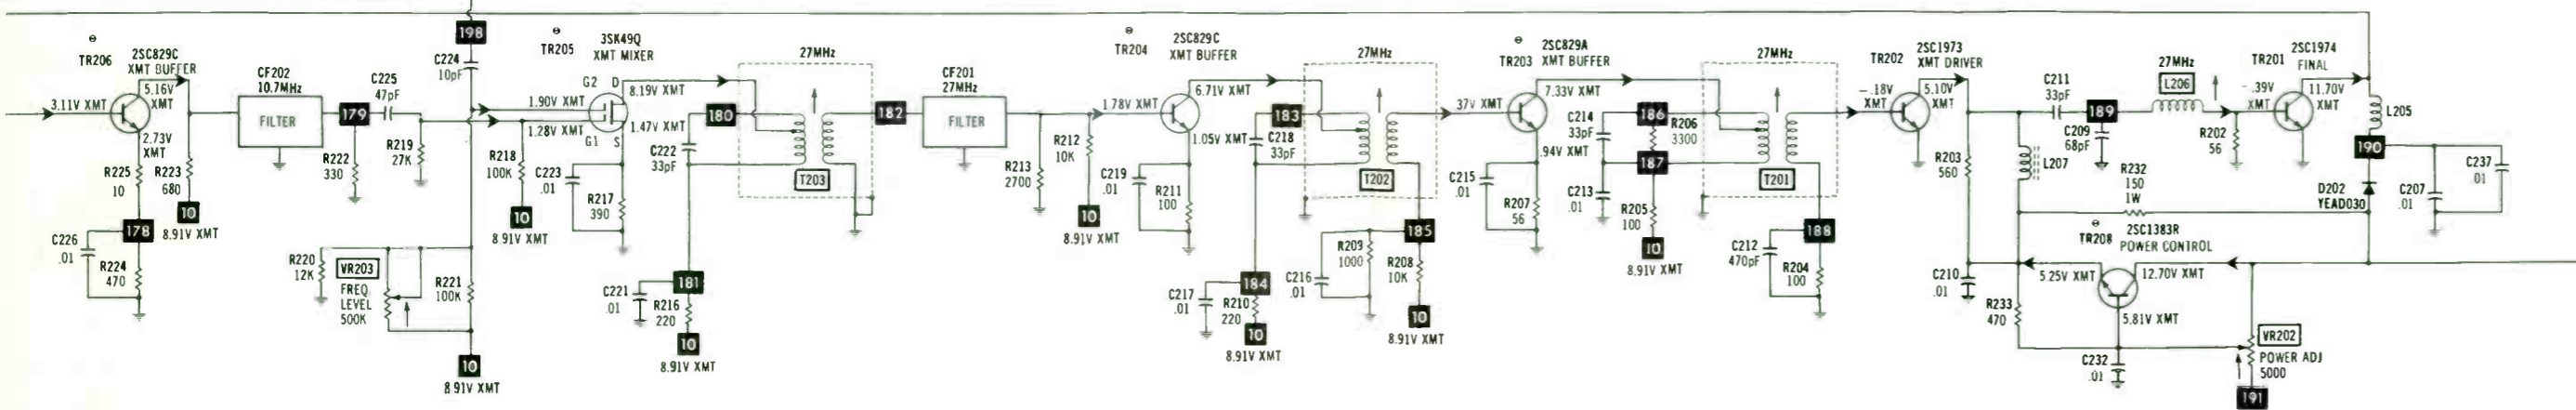 ⊖
TR206
2SC829C
XMT BUFFER
5.16V
XMT
3.11V XMT
2.73V
XMT
R225
10
R223
680
10
8.91V XMT
178
C226
.01
R224
470
CF202
10.7MHz
FILTER
179
C225
47pF
R222
330
R219
27K
198
C224
10pF
R220
12K
VR203
FREQ
LEVEL
500K
R221
100K
10
8.91V XMT
⊖
TR205
3SK49Q
XMT MIXER
G2 D
8.19V XMT
1.90V XMT
1.28V XMT
1.47V XMT
G1 S
R218
100K
10
8.91V XMT
C223
.01
R217
390
180
C222
33pF
27MHz
T203
181
C221
.01
R216
220
10
8.91V XMT
182
CF201
27MHz
FILTER
R213
2700
R212
10K
10
8.91V XMT
⊖
TR204
2SC829C
XMT BUFFER
6.71V XMT
1.78V XMT
1.05V XMT
C219
.01
R211
100
183
C218
33pF
27MHz
T202
184
C217
.01
R210
220
10
8.91V XMT
185
C216
.01
R209
1000
R208
10K
10
8.91V XMT
⊖
TR203
2SC829A
XMT BUFFER
7.33V XMT
37V XMT
.94V XMT
C215
.01
R207
56
C214
33pF
186
R206
3300
187
C213
.01
R205
100
10
8.91V XMT
27MHz
T201
188
C212
470pF
R204
100
TR202
2SC1973
XMT DRIVER
-.18V
XMT
5.10V
XMT
R203
560
C210
.01
L207
C211
33pF
189
C209
68pF
27MHz
L206
R202
56
TR201
2SC1974
FINAL
-.39V
XMT
11.70V
XMT
L205
190
C237
01
C207
.01
D202
YEAD030
R232
150
1W
⊖
TR208
2SC1383R
POWER CONTROL
5.25V XMT
12.70V XMT
5.81V XMT
R233
470
C232
.01
VR202
POWER ADJ
5000
191